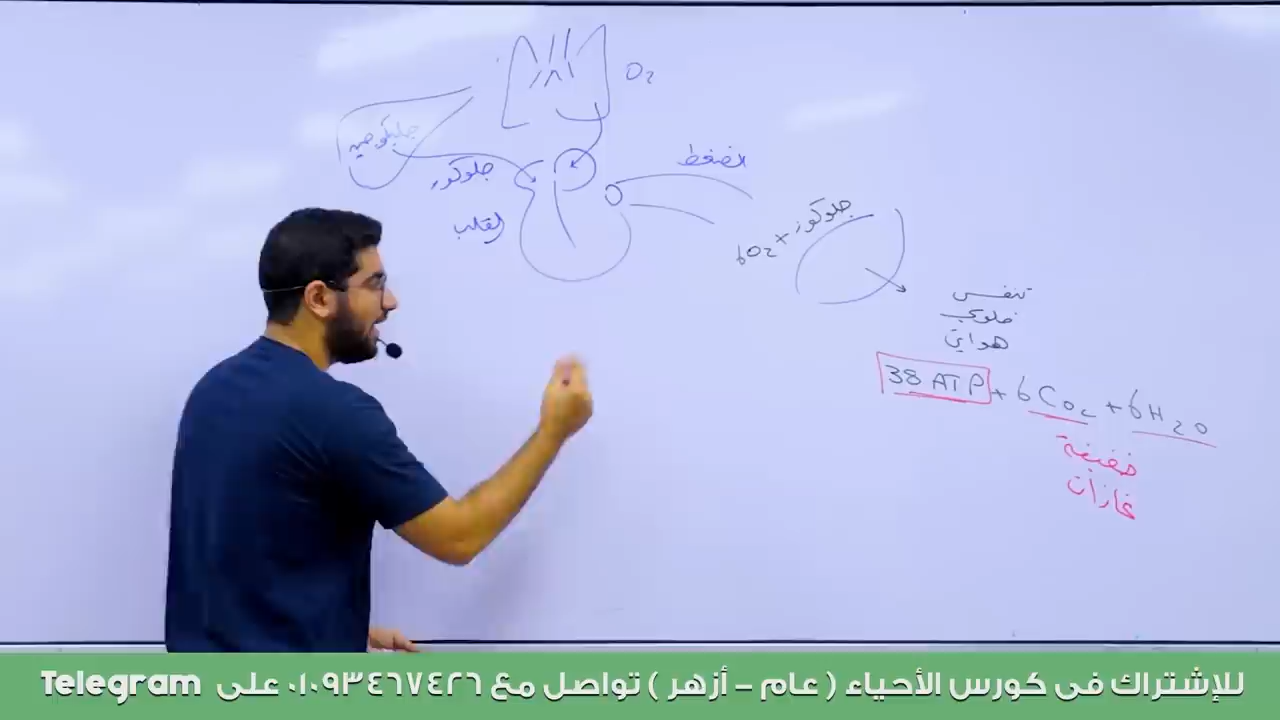 O₂
جليكوجين
جلوكوز
الضغط
القلب
جلوكوز + 6O₂
تنفس
خلوي
هوائي
38 ATP + 6CO₂ + 6H₂O
خفيفة
غازات
للإشتراك فى كورس الأحياء ( عام - أزهر ) تواصل مع ٠١٠٩٣٤٦٧٤٢٦ على Telegram